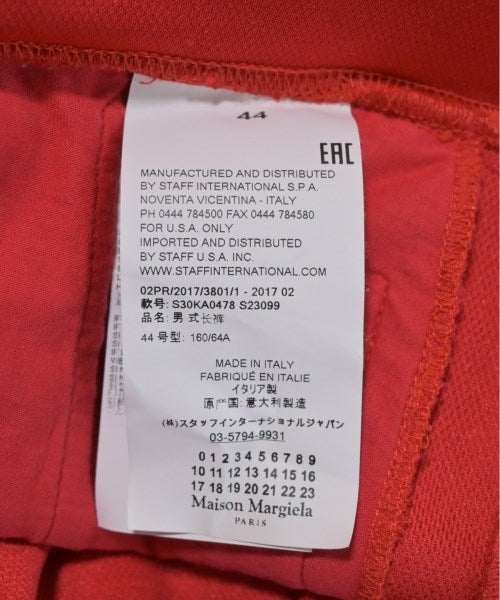 44
EAC
MANUFACTURED AND DISTRIBUTED
BY STAFF INTERNATIONAL S.P.A.
NOVENTA VICENTINA - ITALY
PH 0444 784500 FAX 0444 784580
FOR U.S.A. ONLY
IMPORTED AND DISTRIBUTED
BY STAFF U.S.A. INC.
WWW.STAFFINTERNATIONAL.COM
02PR/2017/3801/1 - 2017 02
款号: S30KA0478 S23099
品名: 男式长裤
44 号型: 160/64A
MADE IN ITALY
FABRIQUÉ EN ITALIE
イタリア製
原产国: 意大利製造
(株)スタッフインターナショナルジャパン
03-5794-9931
0 1 2 3 4 5 6 7 8 9
10 11 12 13 14 15 16
17 18 19 20 21 22 23
Maison Margiela
PARIS